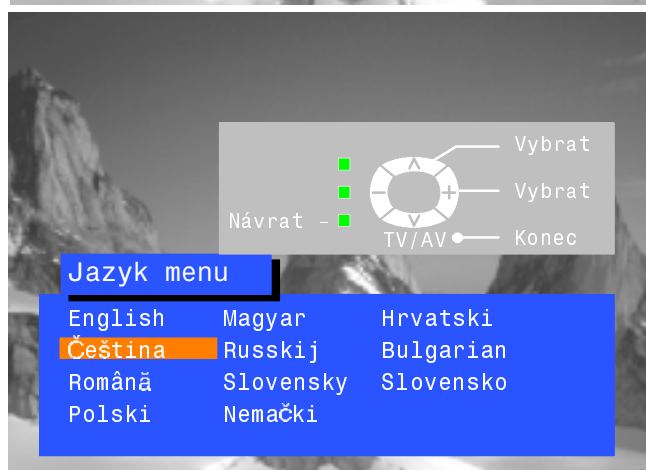 Vybrat
Vybrat
Návrat –
TV/AV
Konec
Jazyk menu
English Magyar Hrvatski
Čeština Russkij Bulgarian
Română Slovensky Slovensko
Polski Nemački